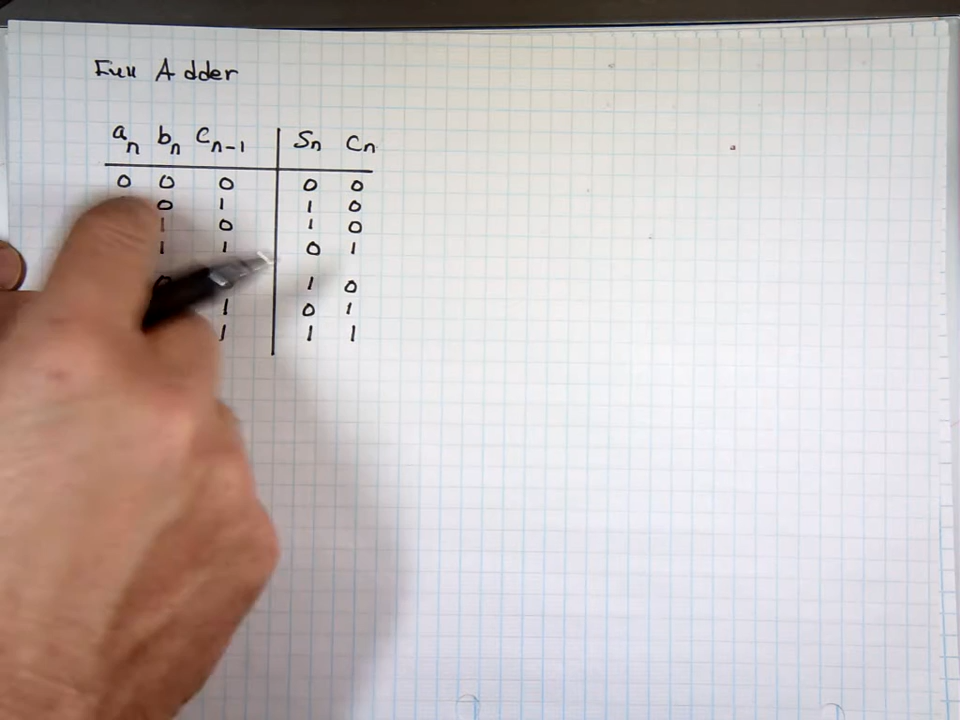 Full Adder
aₙ bₙ Cₙ₋₁ | Sₙ Cₙ
0 0 0 | 0 0
0 1 | 1 0
1 0 | 1 0
1 1 | 0 1
1 0
1 | 0 1
1 | 1 1